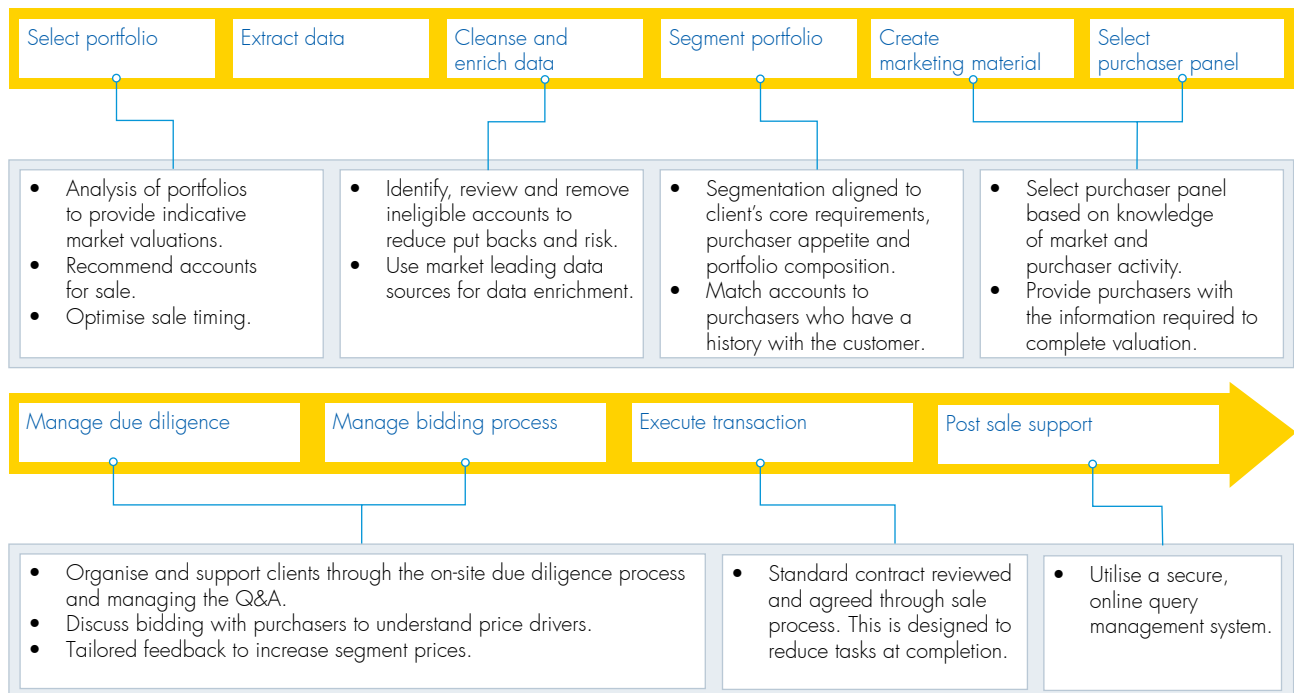 Select portfolio
Extract data
Cleanse and
enrich data
Segment portfolio
Create
marketing material
Select
purchaser panel
• Analysis of portfolios
to provide indicative
market valuations.
• Recommend accounts
for sale.
• Optimise sale timing.
• Identify, review and remove
ineligible accounts to
reduce put backs and risk.
• Use market leading data
sources for data enrichment.
• Segmentation aligned to
client’s core requirements,
purchaser appetite and
portfolio composition.
• Match accounts to
purchasers who have a
history with the customer.
• Select purchaser panel
based on knowledge
of market and
purchaser activity.
• Provide purchasers with
the information required to
complete valuation.
Manage due diligence
Manage bidding process
Execute transaction
Post sale support
• Organise and support clients through the on-site due diligence process
and managing the Q&A.
• Discuss bidding with purchasers to understand price drivers.
• Tailored feedback to increase segment prices.
• Standard contract reviewed
and agreed through sale
process. This is designed to
reduce tasks at completion.
• Utilise a secure,
online query
management system.